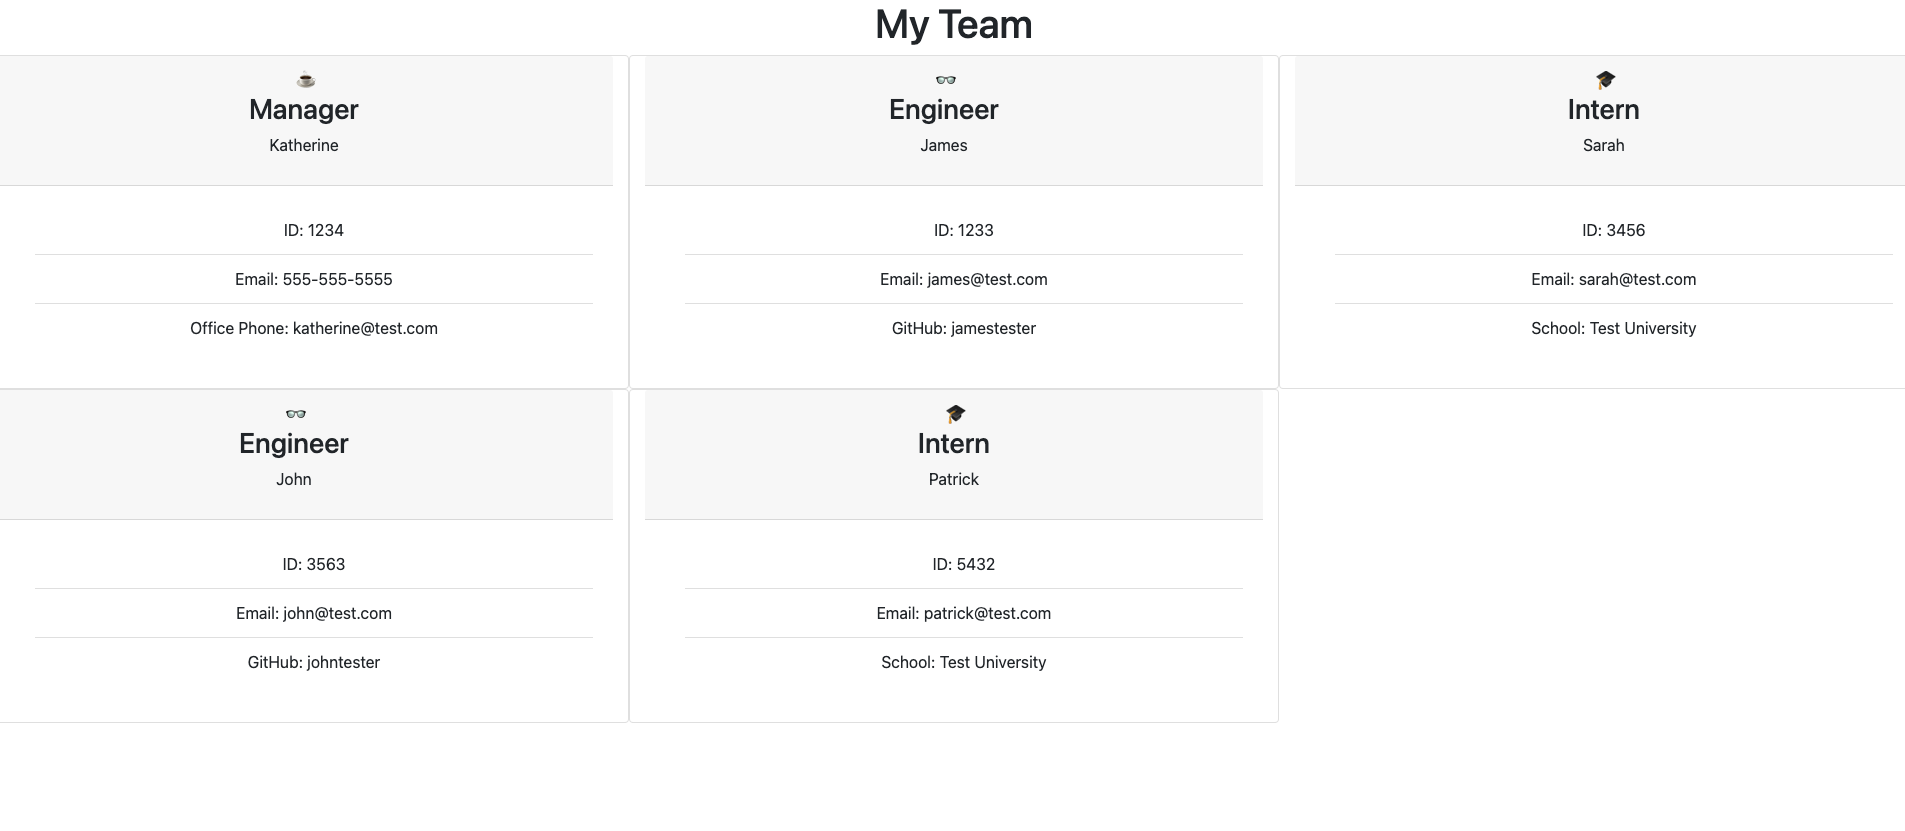 My Team
Manager
Katherine
ID: 1234
Email: 555-555-5555
Office Phone: katherine@test.com
Engineer
James
ID: 1233
Email: james@test.com
GitHub: jamestester
Intern
Sarah
ID: 3456
Email: sarah@test.com
School: Test University
Engineer
John
ID: 3563
Email: john@test.com
GitHub: johntester
Intern
Patrick
ID: 5432
Email: patrick@test.com
School: Test University